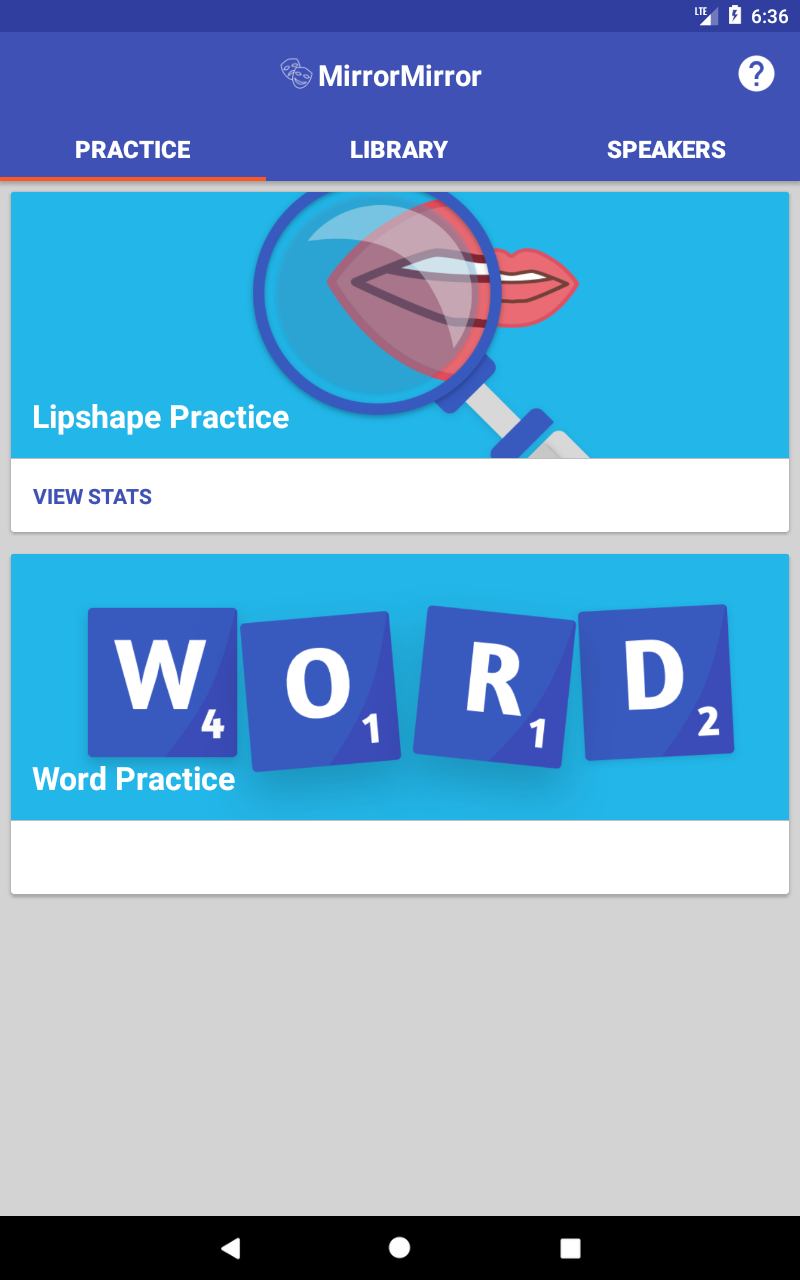 LTE 6:36
MirrorMirror ?
PRACTICE LIBRARY SPEAKERS
Lipshape Practice
VIEW STATS
W4 O1 R1 D2
Word Practice